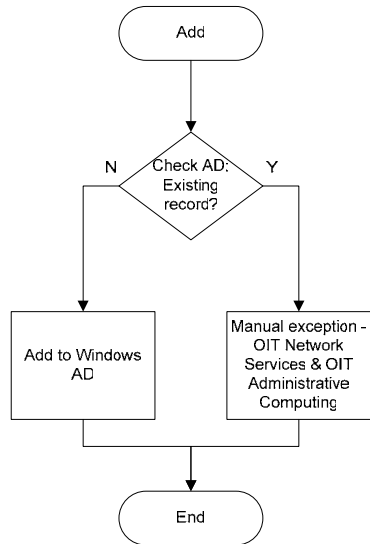 Add
N
Check AD:
Existing
record?
Y
Add to Windows
AD
Manual exception -
OIT Network
Services & OIT
Administrative
Computing
End